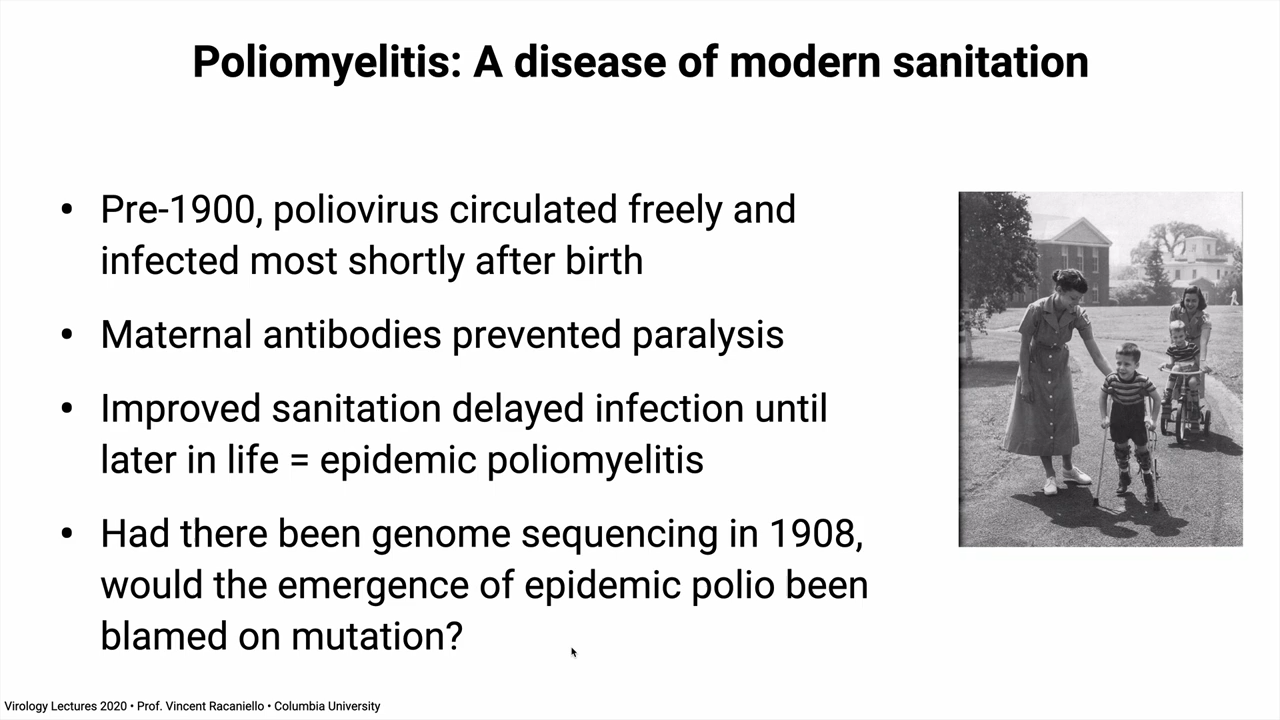 Poliomyelitis: A disease of modern sanitation
• Pre-1900, poliovirus circulated freely and
infected most shortly after birth
• Maternal antibodies prevented paralysis
• Improved sanitation delayed infection until
later in life = epidemic poliomyelitis
• Had there been genome sequencing in 1908,
would the emergence of epidemic polio been
blamed on mutation?
Virology Lectures 2020 • Prof. Vincent Racaniello • Columbia University